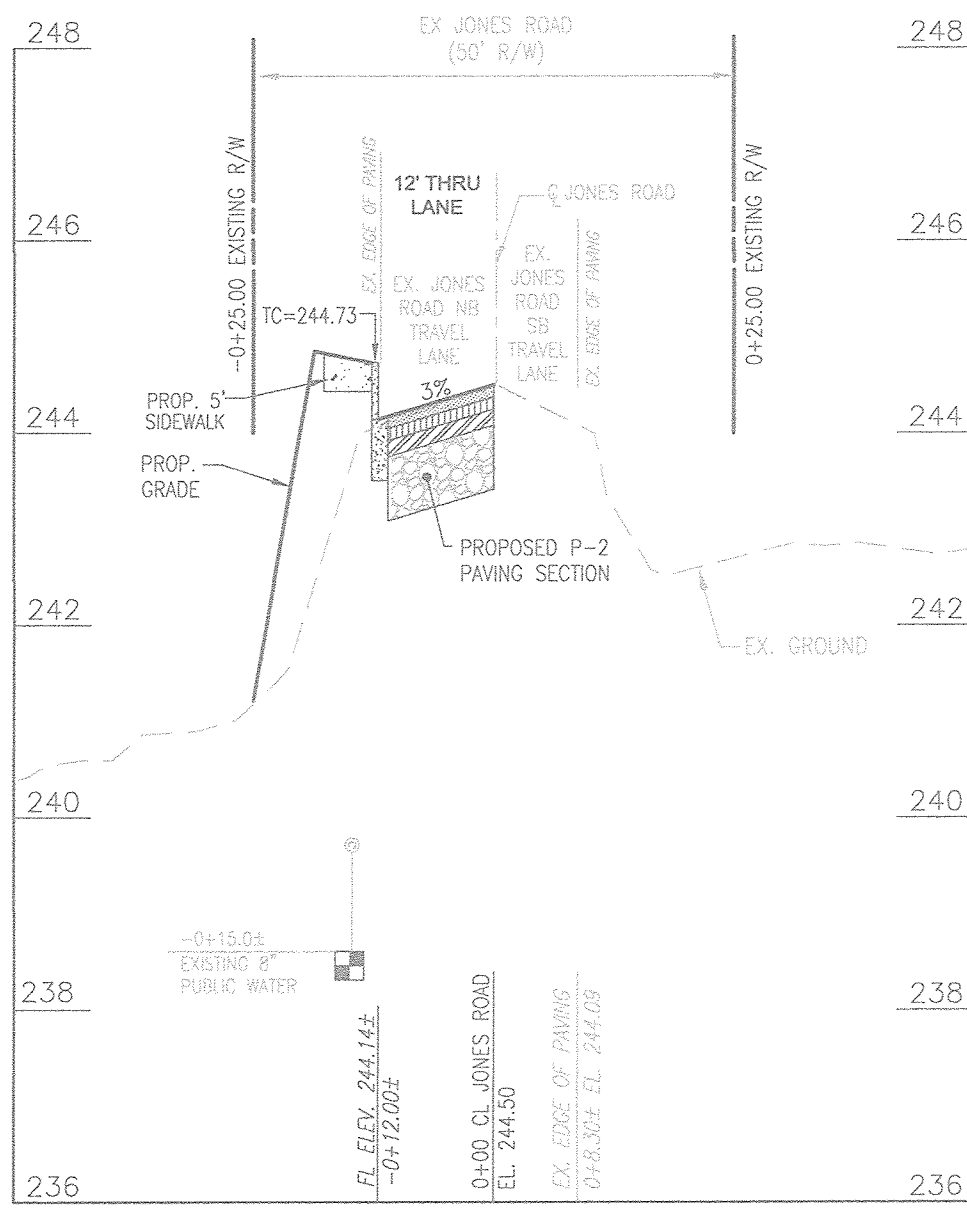 248
EX JONES ROAD
(50' R/W)
248
-0+25.00 EXISTING R/W
EX. EDGE OF PAVING
12' THRU
LANE
℄ JONES ROAD
0+25.00 EXISTING R/W
246
246
EX. JONES
ROAD NB
TRAVEL
LANE
EX.
JONES
ROAD
SB
TRAVEL
LANE
EX. EDGE OF PAVING
TC=244.73
3%
PROP. 5'
SIDEWALK
244
244
PROP.
GRADE
PROPOSED P-2
PAVING SECTION
242
242
EX. GROUND
240
240
-0+15.0±
EXISTING 8"
PUBLIC WATER
238
238
FL ELEV. 244.14±
-0+12.00±
0+00 CL JONES ROAD
EL. 244.50
EX. EDGE OF PAVING
0+8.30± EL. 244.09
236
236